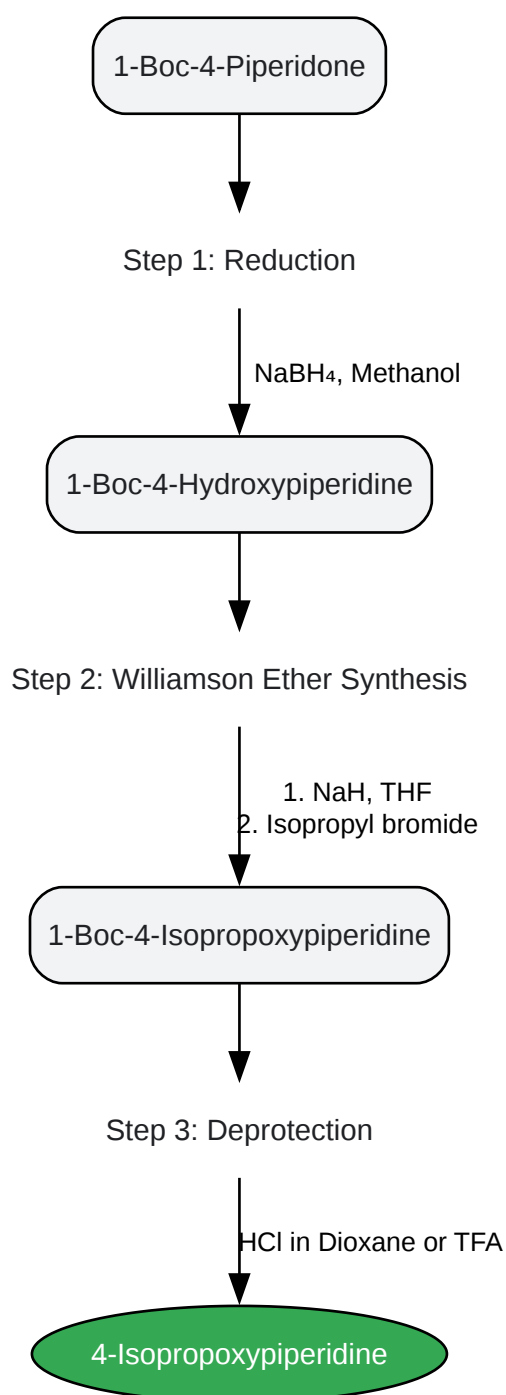 1-Boc-4-Piperidone
Step 1: Reduction
NaBH₄, Methanol
1-Boc-4-Hydroxypiperidine
Step 2: Williamson Ether Synthesis
1. NaH, THF
2. Isopropyl bromide
1-Boc-4-Isopropoxypiperidine
Step 3: Deprotection
HCl in Dioxane or TFA
4-Isopropoxypiperidine